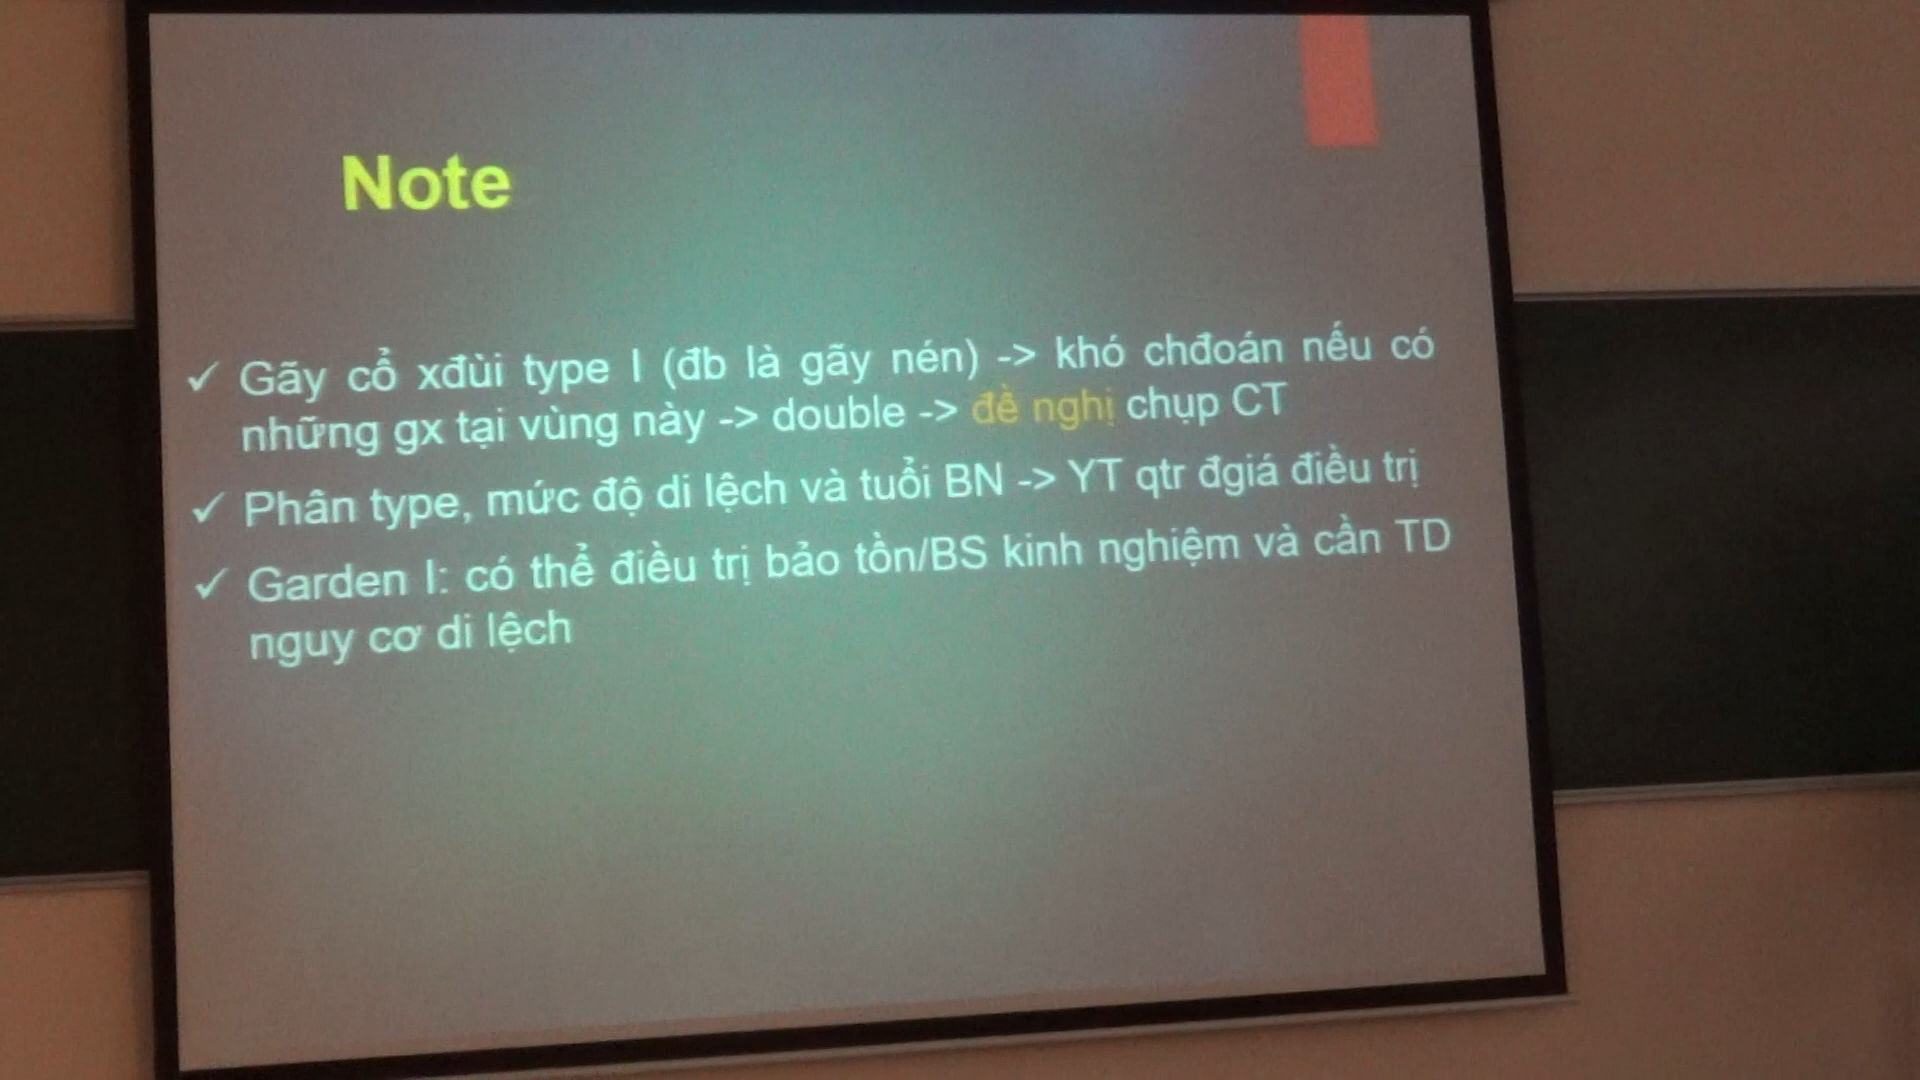 Note
✓ Gãy cổ xđùi type I (đb là gãy nén) -> khó chđoán nếu có
những gx tại vùng này -> double -> đề nghị chụp CT
✓ Phân type, mức độ di lệch và tuổi BN -> YT qtr đgiá điều trị
✓ Garden I: có thể điều trị bảo tồn/BS kinh nghiệm và cần TD
nguy cơ di lệch